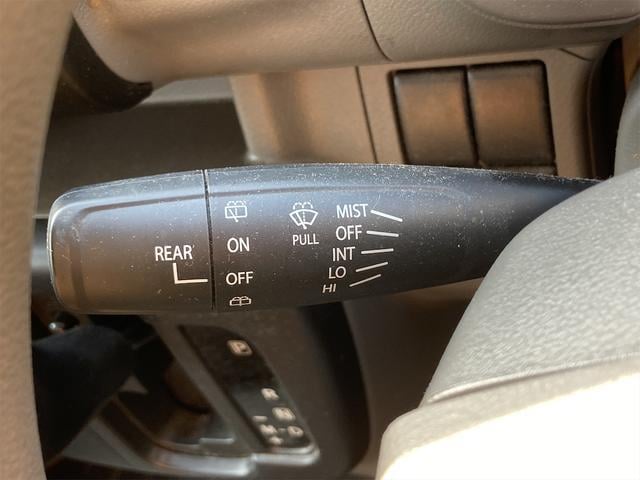 REAR
ON
OFF
PULL
MIST
OFF
INT
LO
HI
P
R
N
D
M
+
-